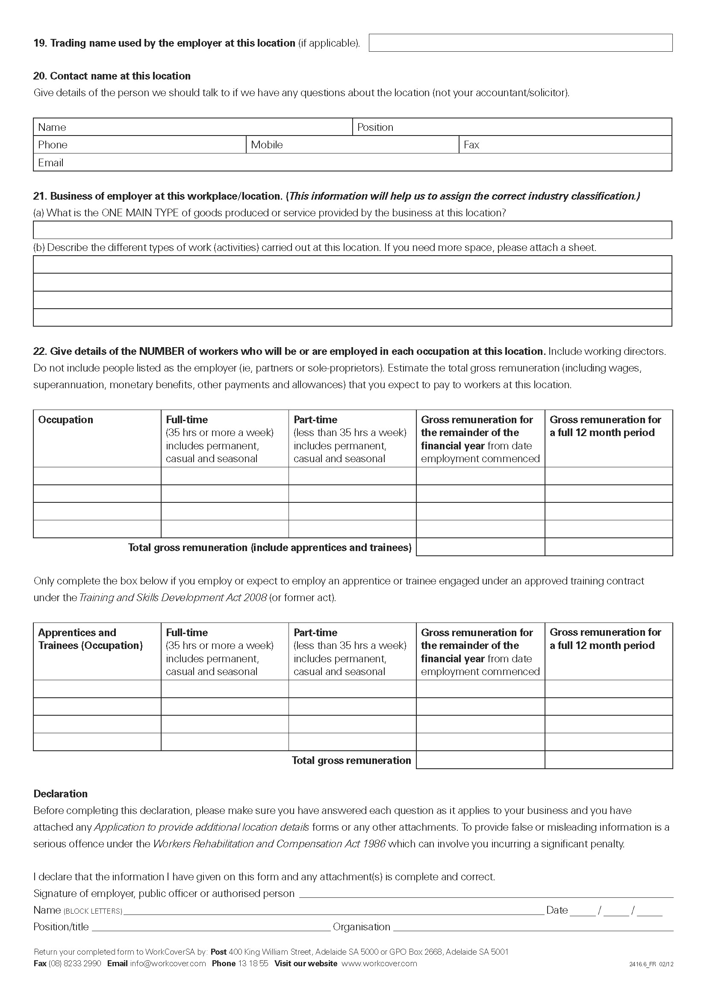 19. Trading name used by the employer at this location (if applicable).
20. Contact name at this location
Give details of the person we should talk to if we have any questions about the location (not your accountant/solicitor).
Name Position
Phone Mobile Fax
Email
21. Business of employer at this workplace/location. (This information will help us to assign the correct industry classification.)
(a) What is the ONE MAIN TYPE of goods produced or service provided by the business at this location?
(b) Describe the different types of work (activities) carried out at this location. If you need more space, please attach a sheet.
22. Give details of the NUMBER of workers who will be or are employed in each occupation at this location. Include working directors.
Do not include people listed as the employer (ie, partners or sole-proprietors). Estimate the total gross remuneration (including wages,
superannuation, monetary benefits, other payments and allowances) that you expect to pay to workers at this location.
Occupation
Full-time
(35 hrs or more a week)
includes permanent,
casual and seasonal
Part-time
(less than 35 hrs a week)
includes permanent,
casual and seasonal
Gross remuneration for
the remainder of the
financial year from date
employment commenced
Gross remuneration for
a full 12 month period
Total gross remuneration (include apprentices and trainees)
Only complete the box below if you employ or expect to employ an apprentice or trainee engaged under an approved training contract
under the Training and Skills Development Act 2008 (or former act).
Apprentices and
Trainees (Occupation)
Full-time
(35 hrs or more a week)
includes permanent,
casual and seasonal
Part-time
(less than 35 hrs a week)
includes permanent,
casual and seasonal
Gross remuneration for
the remainder of the
financial year from date
employment commenced
Gross remuneration for
a full 12 month period
Total gross remuneration
Declaration
Before completing this declaration, please make sure you have answered each question as it applies to your business and you have
attached any Application to provide additional location details forms or any other attachments. To provide false or misleading information is a
serious offence under the Workers Rehabilitation and Compensation Act 1986 which can involve you incurring a significant penalty.
I declare that the information I have given on this form and any attachment(s) is complete and correct.
Signature of employer, public officer or authorised person
Name (BLOCK LETTERS) Date / /
Position/title Organisation
Return your completed form to WorkCoverSA by: Post 400 King William Street, Adelaide SA 5000 or GPO Box 2668, Adelaide SA 5001
Fax (08) 8233 2990 Email info@workcover.com Phone 13 18 55 Visit our website www.workcover.com
2416.6_FR 02/12